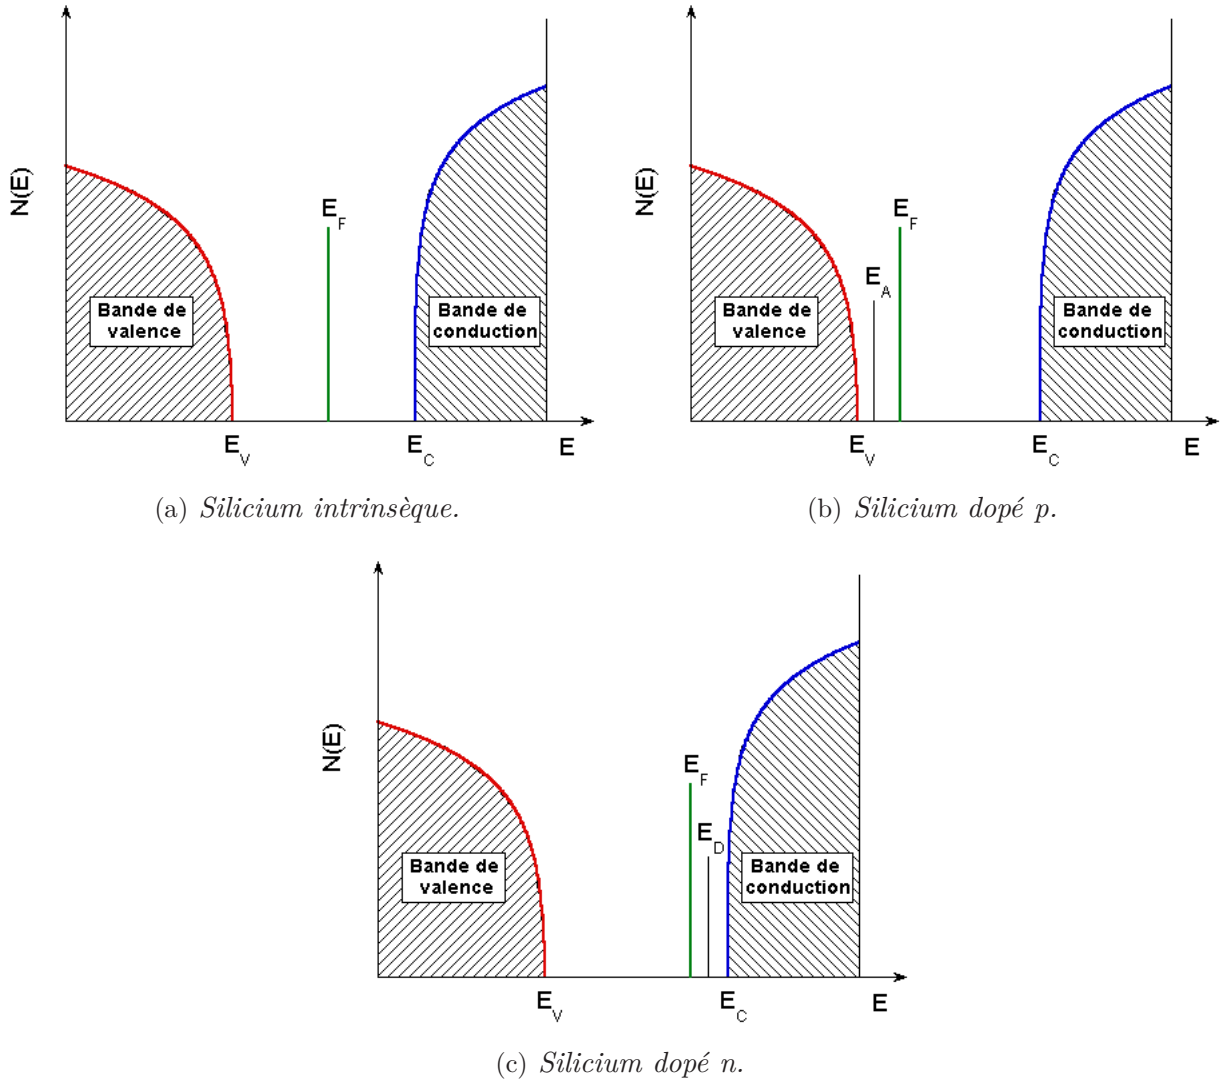 N(E)
E_F
Bande de
valence
Bande de
conduction
E_V
E_C
E
(a) Silicium intrinsèque.
N(E)
E_F
E_A
Bande de
valence
Bande de
conduction
E_V
E_C
E
(b) Silicium dopé p.
N(E)
E_F
E_D
Bande de
valence
Bande de
conduction
E_V
E_C
E
(c) Silicium dopé n.